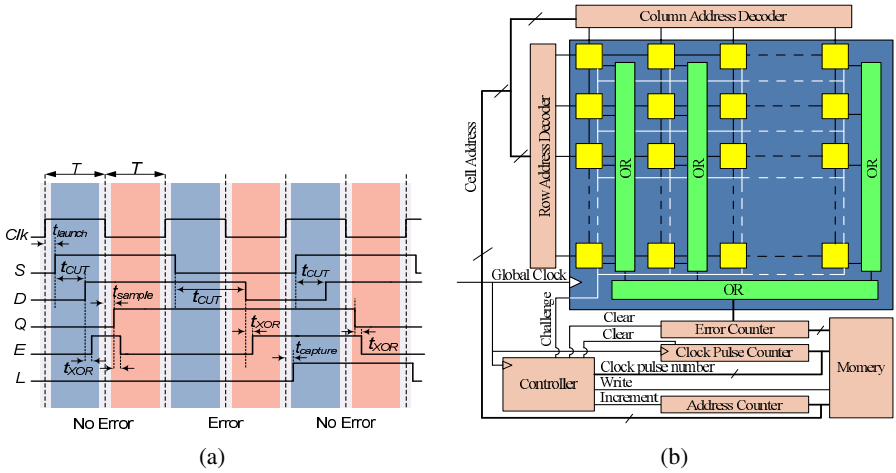 T T
Clk
t_launch
S
t_CUT t_CUT t_CUT
D
t_sample
Q
t_XOR
E
t_XOR t_capture t_XOR
L
No Error Error No Error
(a)
Column Address Decoder
Row Address Decoder
Cell Address
OR OR OR
Global Clock
OR
Challenge
Clear
Error Counter
Clear
Clock Pulse Counter
Controller
Clock pulse number
Write
Increment
Address Counter
Momery
(b)